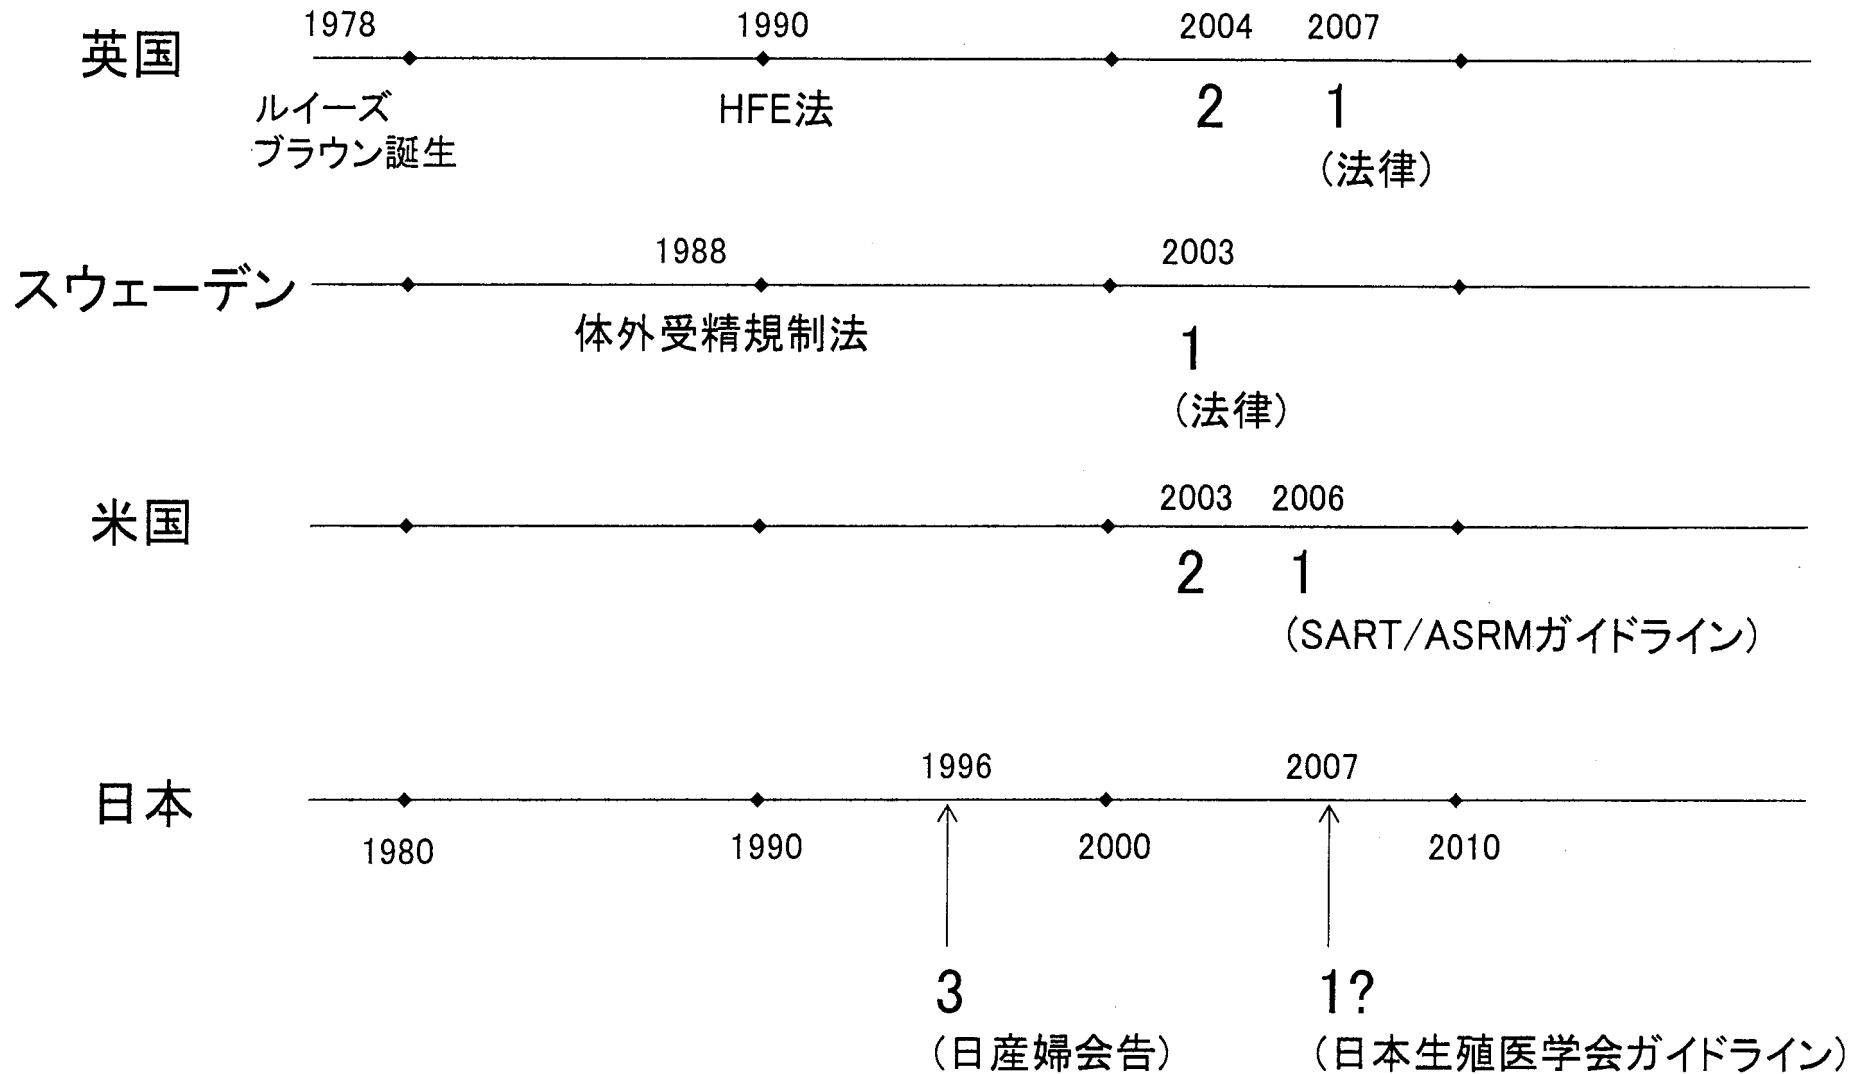 1978 1990 2004 2007
英国
ルイーズ
ブラウン誕生
HFE法
2 1
(法律)
1988 2003
スウェーデン
体外受精規制法
1
(法律)
2003 2006
米国
2 1
(SART/ASRMガイドライン)
1996 2007
日本
1980 1990 2000 2010
3 1?
(日産婦会告) (日本生殖医学会ガイドライン)